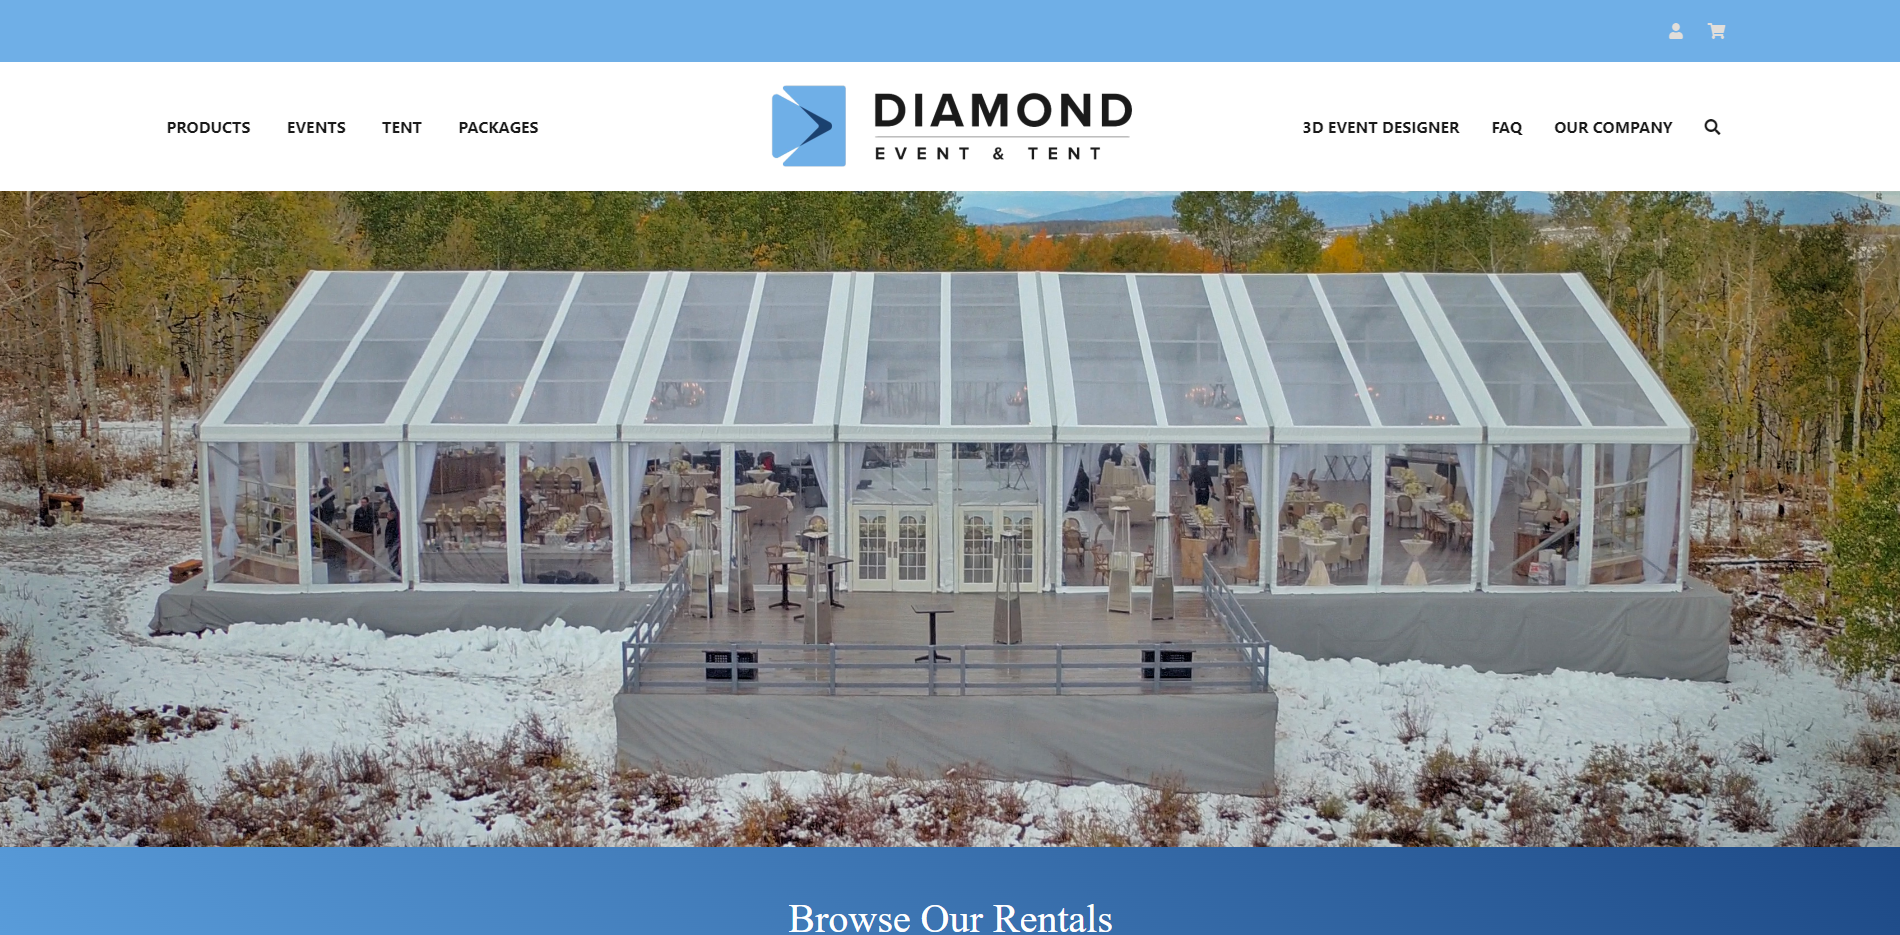 PRODUCTS EVENTS TENT PACKAGES
DIAMOND
EVENT & TENT
3D EVENT DESIGNER FAQ OUR COMPANY
Browse Our Rentals